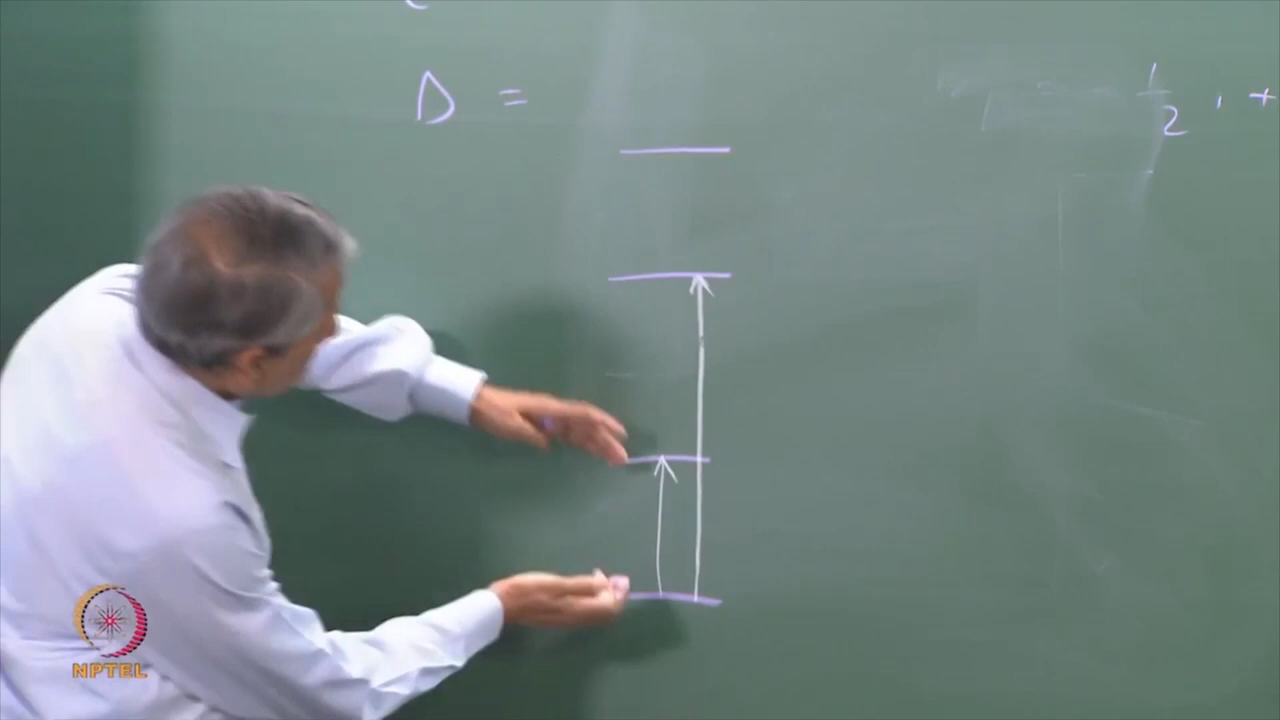 D =
1/2 , +
NPTEL